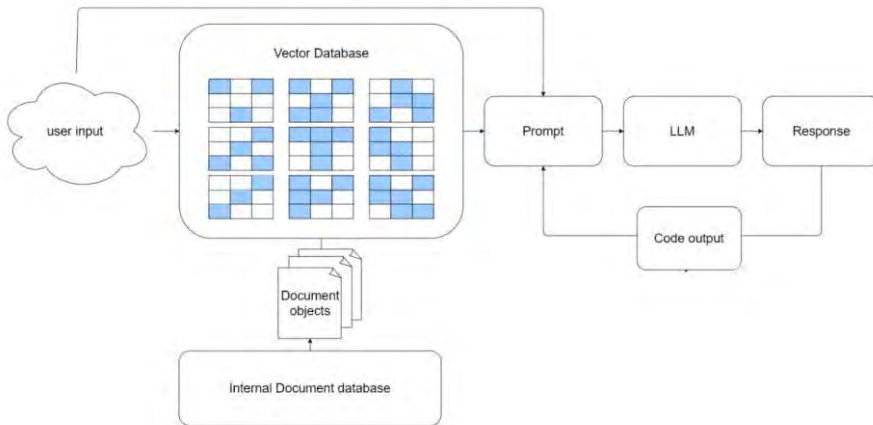 Vector Database
user input
Prompt
LLM
Response
Code output
Document
objects
Internal Document database